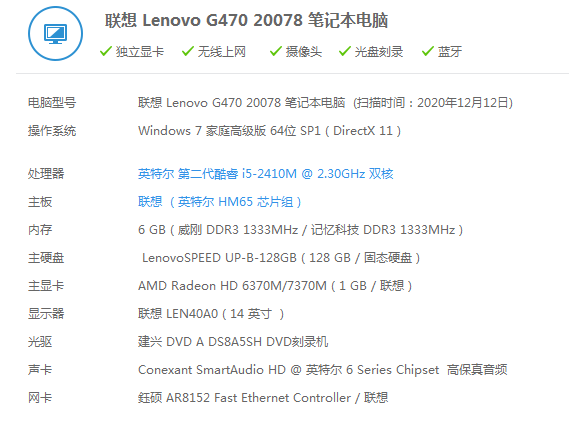 联想 Lenovo G470 20078 笔记本电脑
独立显卡 无线上网 摄像头 光盘刻录 蓝牙
电脑型号 联想 Lenovo G470 20078 笔记本电脑 (扫描时间：2020年12月12日)
操作系统 Windows 7 家庭高级版 64位 SP1 ( DirectX 11 )
处理器 英特尔 第二代酷睿 i5-2410M @ 2.30GHz 双核
主板 联想 ( 英特尔 HM65 芯片组 )
内存 6 GB ( 威刚 DDR3 1333MHz / 记忆科技 DDR3 1333MHz )
主硬盘 LenovoSPEED UP-B-128GB ( 128 GB / 固态硬盘 )
主显卡 AMD Radeon HD 6370M/7370M ( 1 GB / 联想 )
显示器 联想 LEN40A0 ( 14 英寸 )
光驱 建兴 DVD A DS8A5SH DVD刻录机
声卡 Conexant SmartAudio HD @ 英特尔 6 Series Chipset 高保真音频
网卡 鈺硕 AR8152 Fast Ethernet Controller / 联想